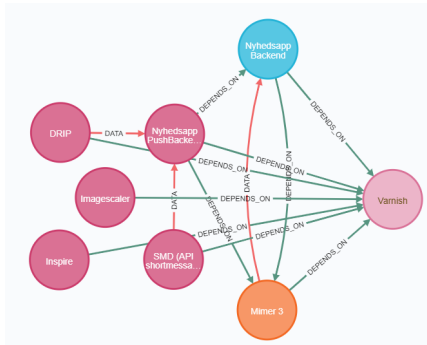 Nyhedsapp
Backend
DEPENDS_ON
DEPENDS_ON
DRIP
DATA
Nyhedsapp
PushBacke...
DEPENDS_ON
DEPENDS_ON
DATA
DEPENDS_ON
Imagescaler
DEPENDS_ON
Varnish
DATA
DEPENDS_ON
DEPENDS_ON
DEPENDS_ON
Inspire
SMD (API
shortmessa...
DEPENDS_ON
Mimer 3